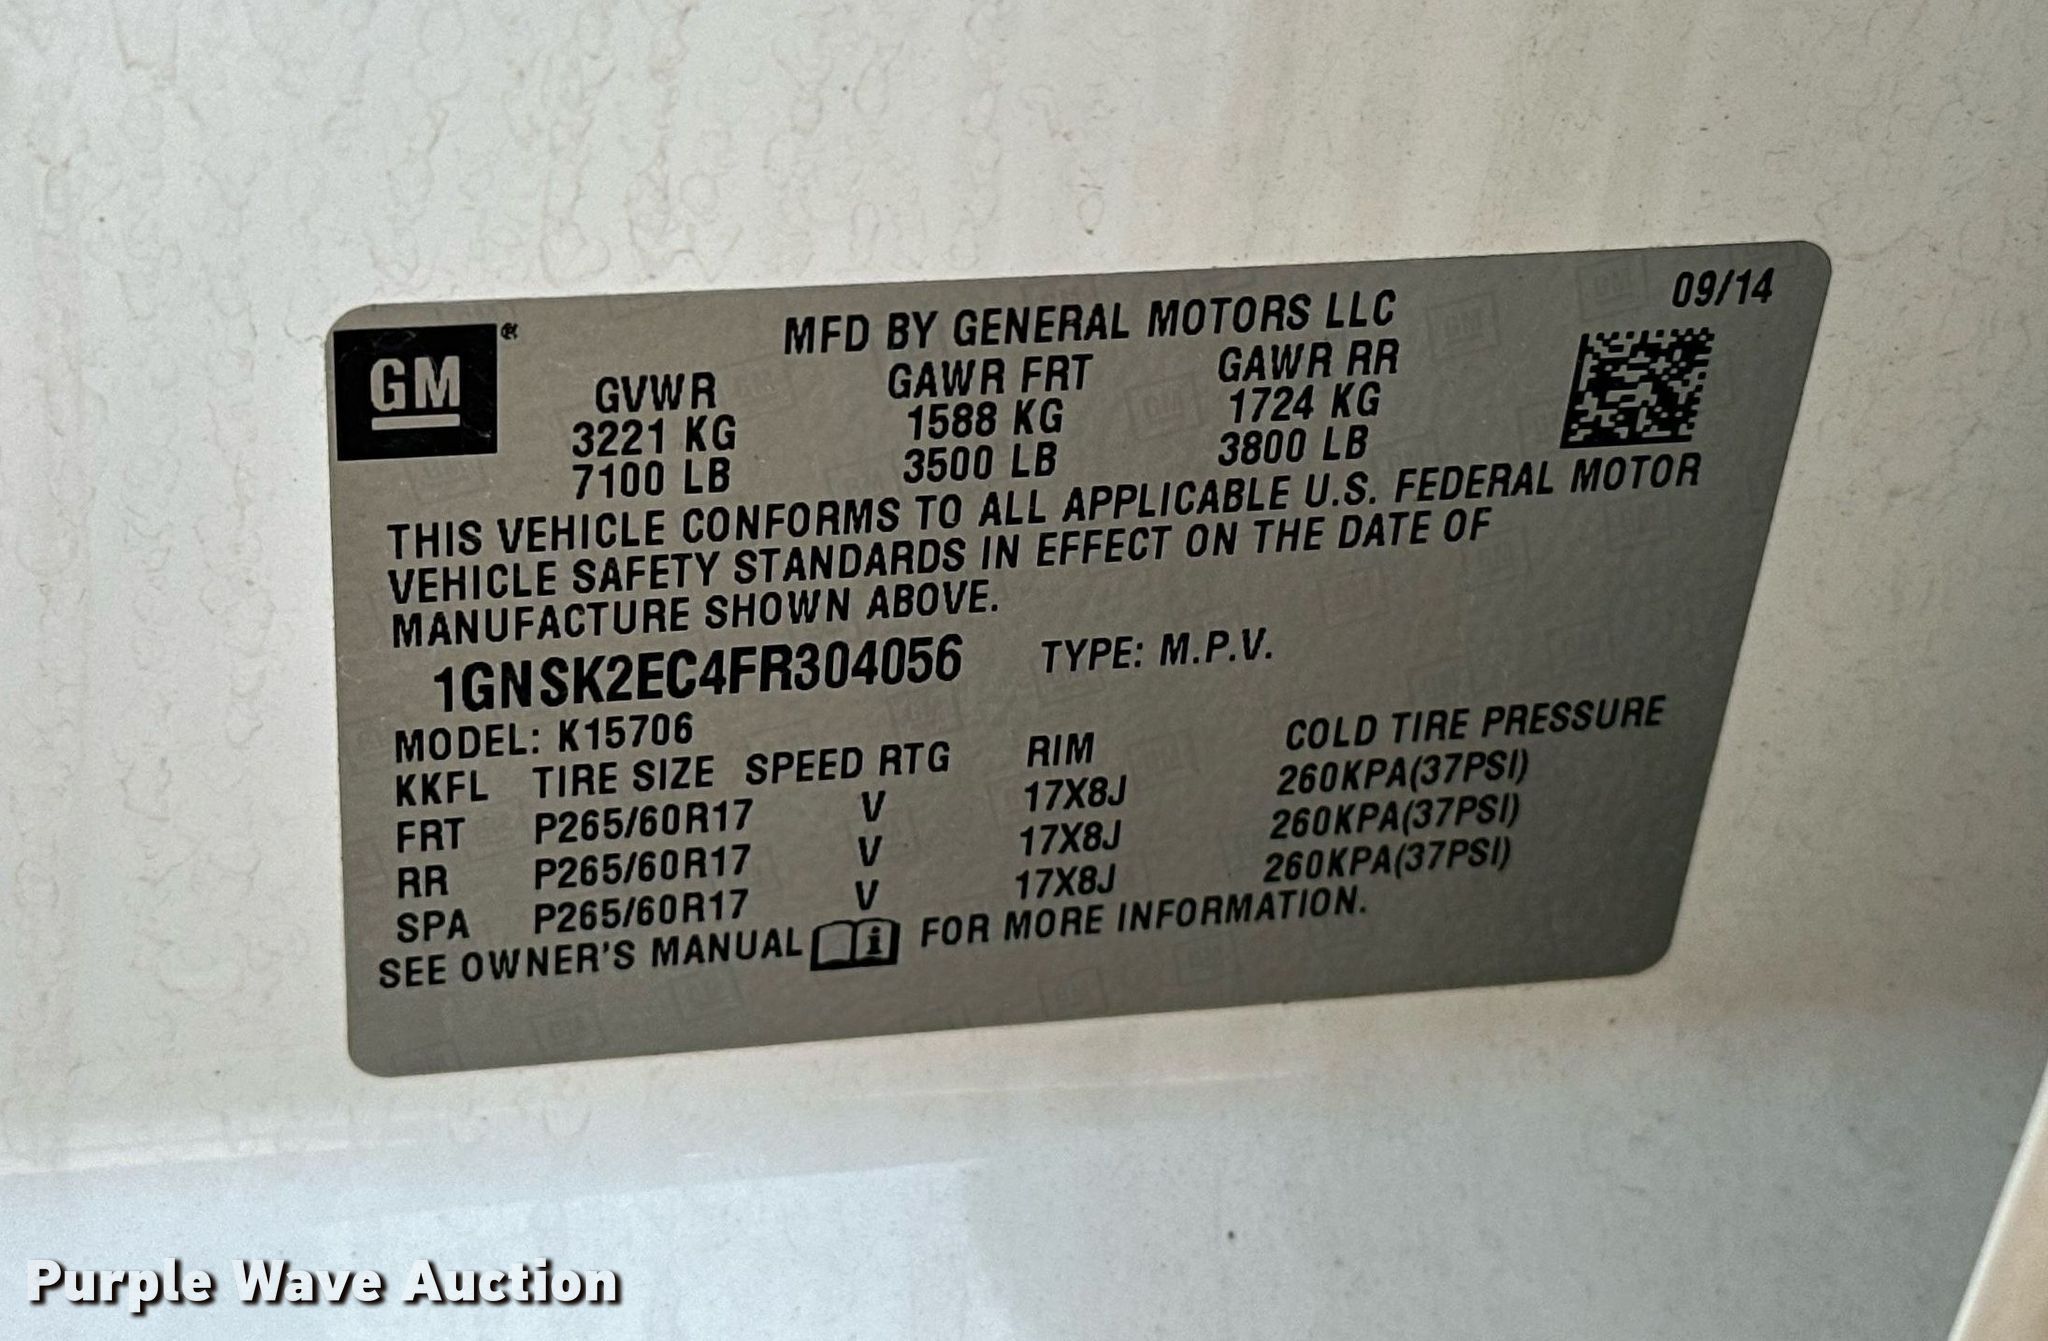 09/14
GM®
MFD BY GENERAL MOTORS LLC
GVWR GAWR FRT GAWR RR
3221 KG 1588 KG 1724 KG
7100 LB 3500 LB 3800 LB
THIS VEHICLE CONFORMS TO ALL APPLICABLE U.S. FEDERAL MOTOR
VEHICLE SAFETY STANDARDS IN EFFECT ON THE DATE OF
MANUFACTURE SHOWN ABOVE.
1GNSK2EC4FR304056 TYPE: M.P.V.
MODEL: K15706
KKFL TIRE SIZE SPEED RTG RIM COLD TIRE PRESSURE
FRT P265/60R17 V 17X8J 260KPA(37PSI)
RR P265/60R17 V 17X8J 260KPA(37PSI)
SPA P265/60R17 V 17X8J 260KPA(37PSI)
SEE OWNER'S MANUAL i FOR MORE INFORMATION.
Purple Wave Auction